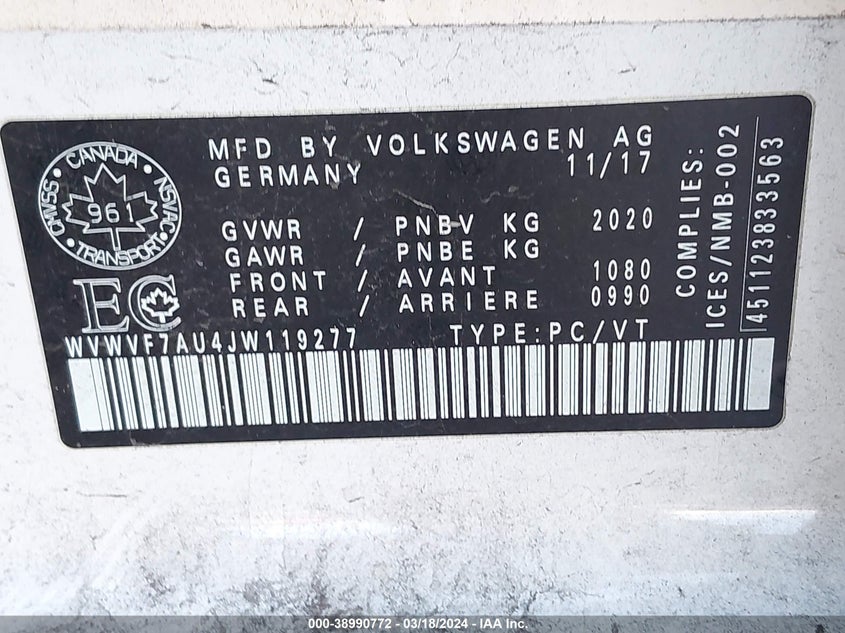 CANADA
CMVSS
NSVAC
961
TRANSPORT
EC
MFD BY VOLKSWAGEN AG
GERMANY 11/17
GVWR / PNBV KG 2020
GAWR / PNBE KG
FRONT / AVANT 1080
REAR / ARRIERE 0990
WVWVF7AU4JW119277 TYPE:PC/VT
COMPLIES:
ICES/NMB-002
451123833563
000-38990772 - 03/18/2024 - IAA Inc.